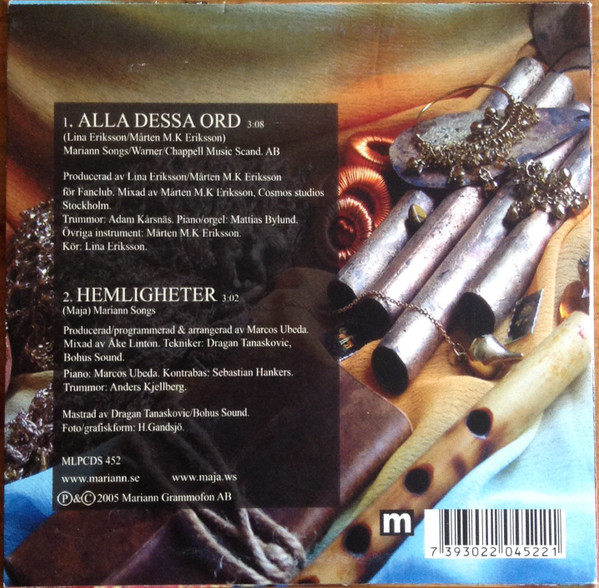 1. ALLA DESSA ORD 3:08
(Lina Eriksson/Mårten M.K Eriksson)
Mariann Songs/Warner/Chappell Music Scand. AB
Producerad av Lina Eriksson/Mårten M.K Eriksson
för Fanclub. Mixad av Mårten M.K Eriksson, Cosmos studios
Stockholm.
Trummor: Adam Kårsnäs. Piano/orgel: Mattias Bylund.
Övriga instrument: Mårten M.K Eriksson.
Kör: Lina Eriksson.
2. HEMLIGHETER 3:02
(Maja) Mariann Songs
Producerad/programmerad & arrangerad av Marcos Ubeda.
Mixad av Åke Linton. Tekniker: Dragan Tanaskovic,
Bohus Sound.
Piano: Marcos Ubeda. Kontrabas: Sebastian Hankers.
Trummor: Anders Kjellberg.
Mastrad av Dragan Tanaskovic/Bohus Sound.
Foto/grafiskform: H.Gandsjö.
MLPCDS 452
www.mariann.se www.maja.ws
Ⓟ&Ⓒ 2005 Mariann Grammofon AB
m
7 393022 045221